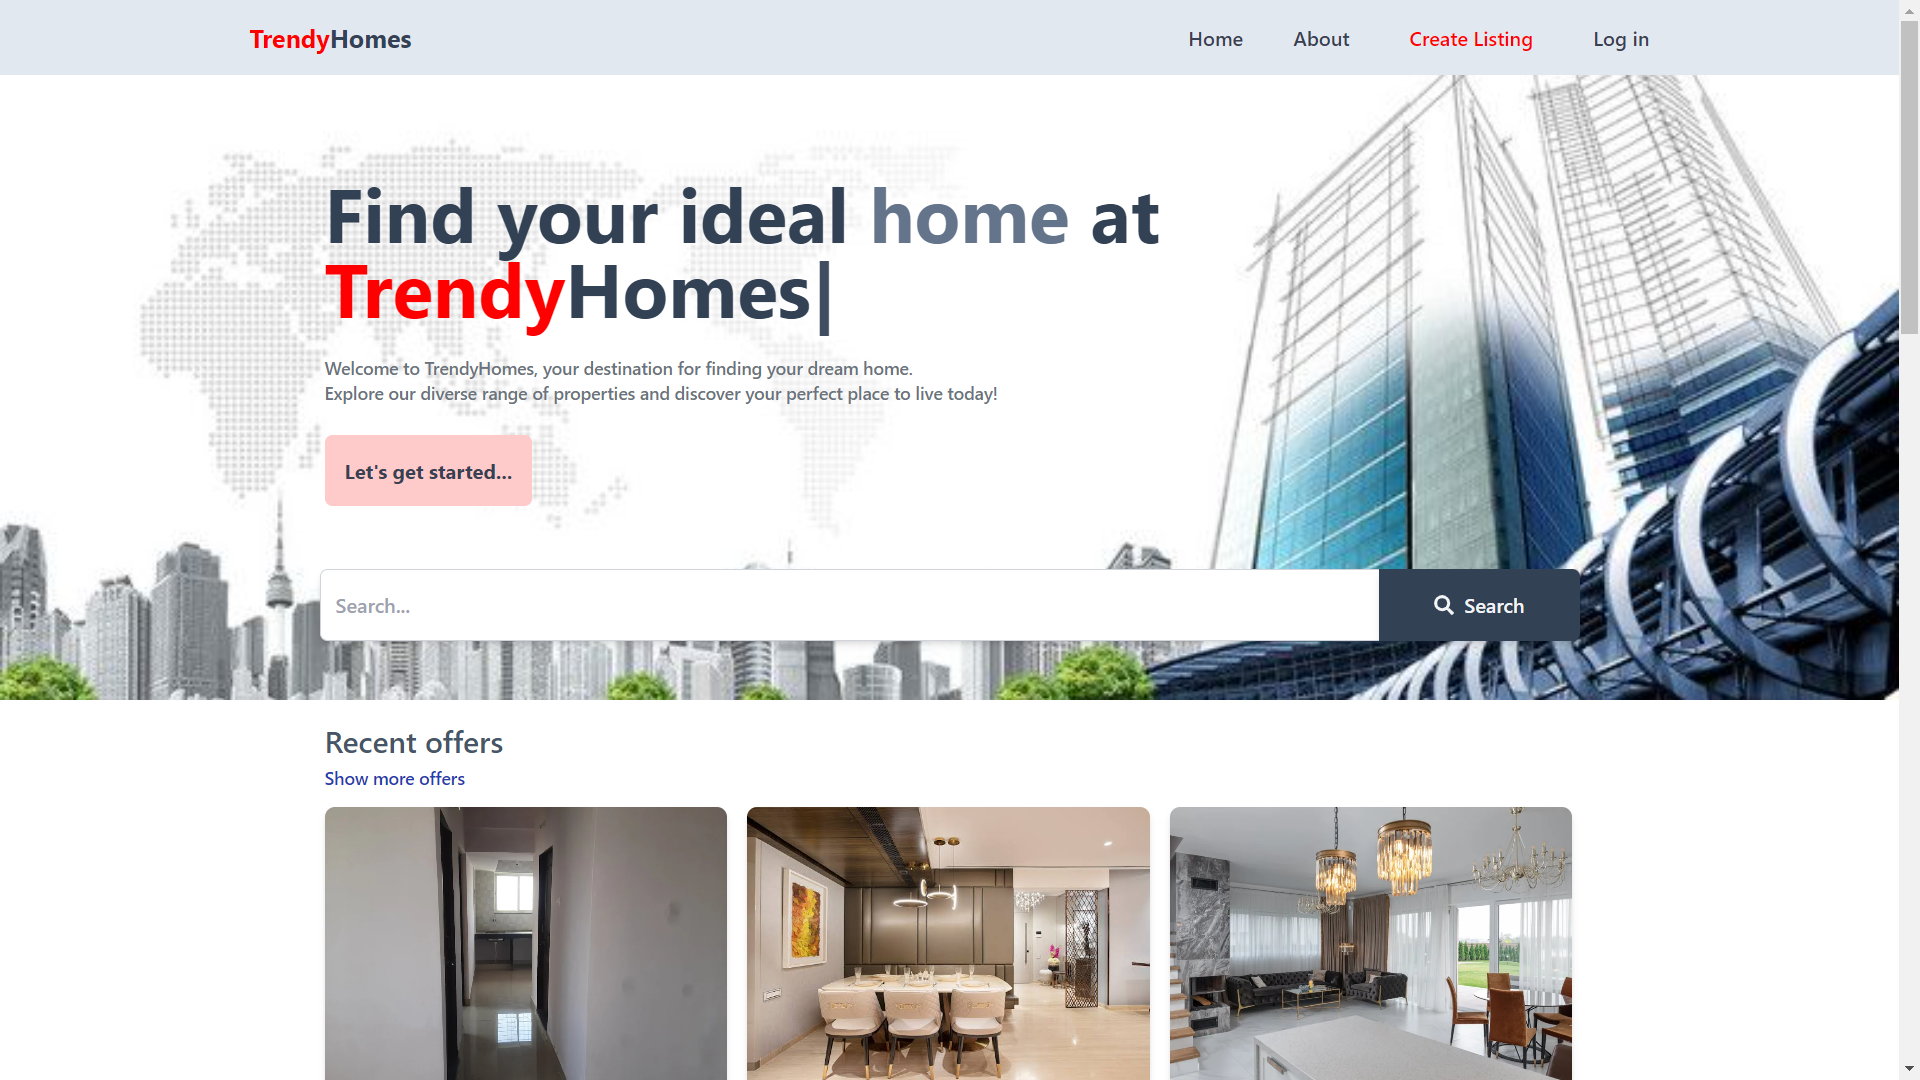 TrendyHomes
Home
About
Create Listing
Log in
Find your ideal home at
TrendyHomes|
Welcome to TrendyHomes, your destination for finding your dream home.
Explore our diverse range of properties and discover your perfect place to live today!
Let's get started...
Search...
Search
Recent offers
Show more offers